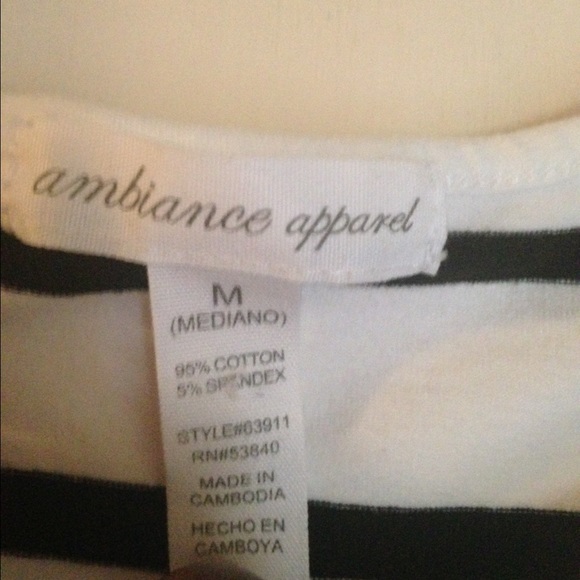 ambiance apparel
M
(MEDIANO)
95% COTTON
5% SPANDEX
STYLE#63911
RN#53840
MADE IN
CAMBODIA
HECHO EN
CAMBOYA